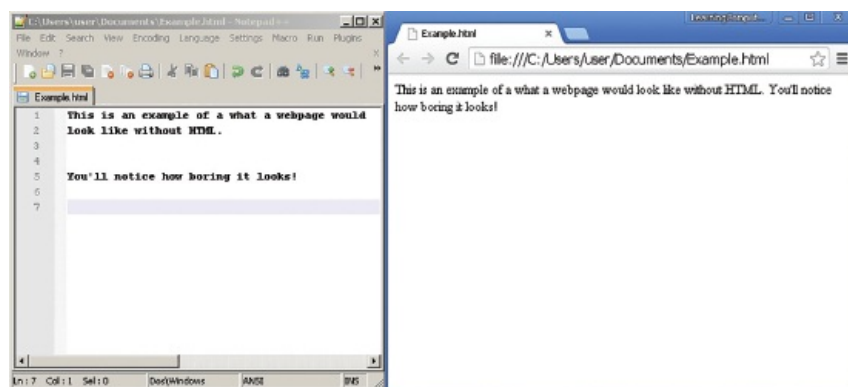 C:\Users\user\Documents\Example.html - Notepad++
File Edit Search View Encoding Language Settings Macro Run Plugins
Window ? X
Example.html
1 This is an example of a what a webpage would
2 look like without HTML.
3
4
5 You'll notice how boring it looks!
6
7
Ln:7 Col:1 Sel:0 Dos\Windows ANSI INS
Example.html
file:///C:/Users/user/Documents/Example.html
This is an example of a what a webpage would look like without HTML. You'll notice
how boring it looks!